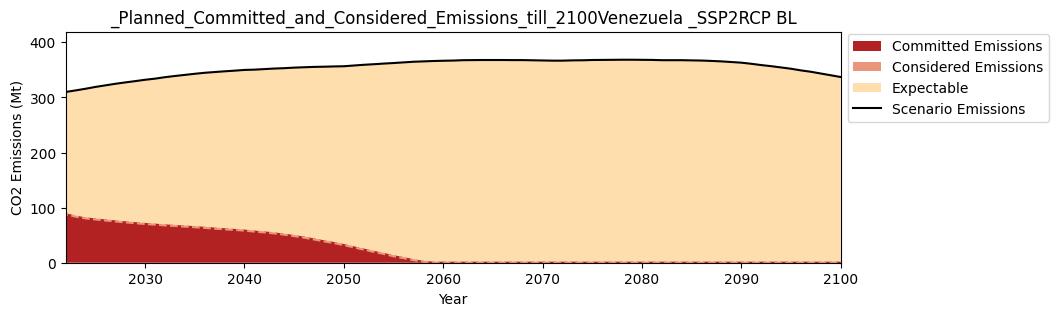 _Planned_Committed_and_Considered_Emissions_till_2100Venezuela _SSP2RCP BL
400
300
200
100
0
CO2 Emissions (Mt)
2030 2040 2050 2060 2070 2080 2090 2100
Year
Committed Emissions
Considered Emissions
Expectable
Scenario Emissions